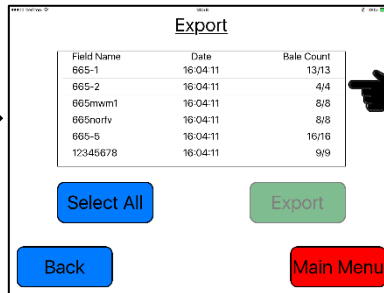 Export
Field Name Date Bale Count
665-1 16:04:11 13/13
665-2 16:04:11 4/4
665mwm1 16:04:11 8/8
665norfv 16:04:11 8/8
665-5 16:04:11 16/16
12345678 16:04:11 9/9
Select All Export
Back Main Menu